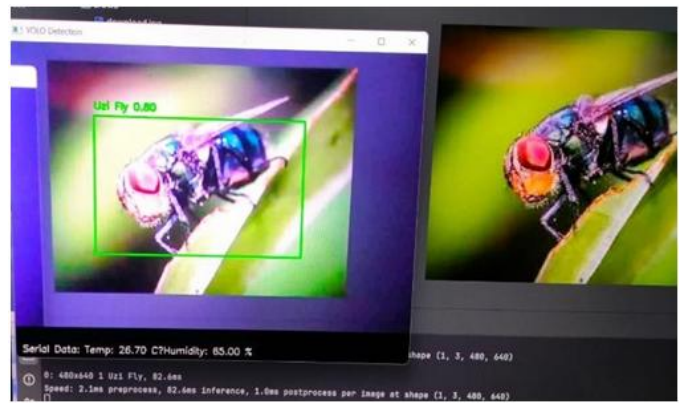 YOLO Detection
Uzi Fly 0.80
Serial Data: Temp: 26.70 C?Humidity: 65.00 %
shape (1, 3, 480, 640)
0: 480x640 1 Uzi Fly, 82.6ms
Speed: 2.1ms preprocess, 82.6ms inference, 1.0ms postprocess per image at shape (1, 3, 480, 640)